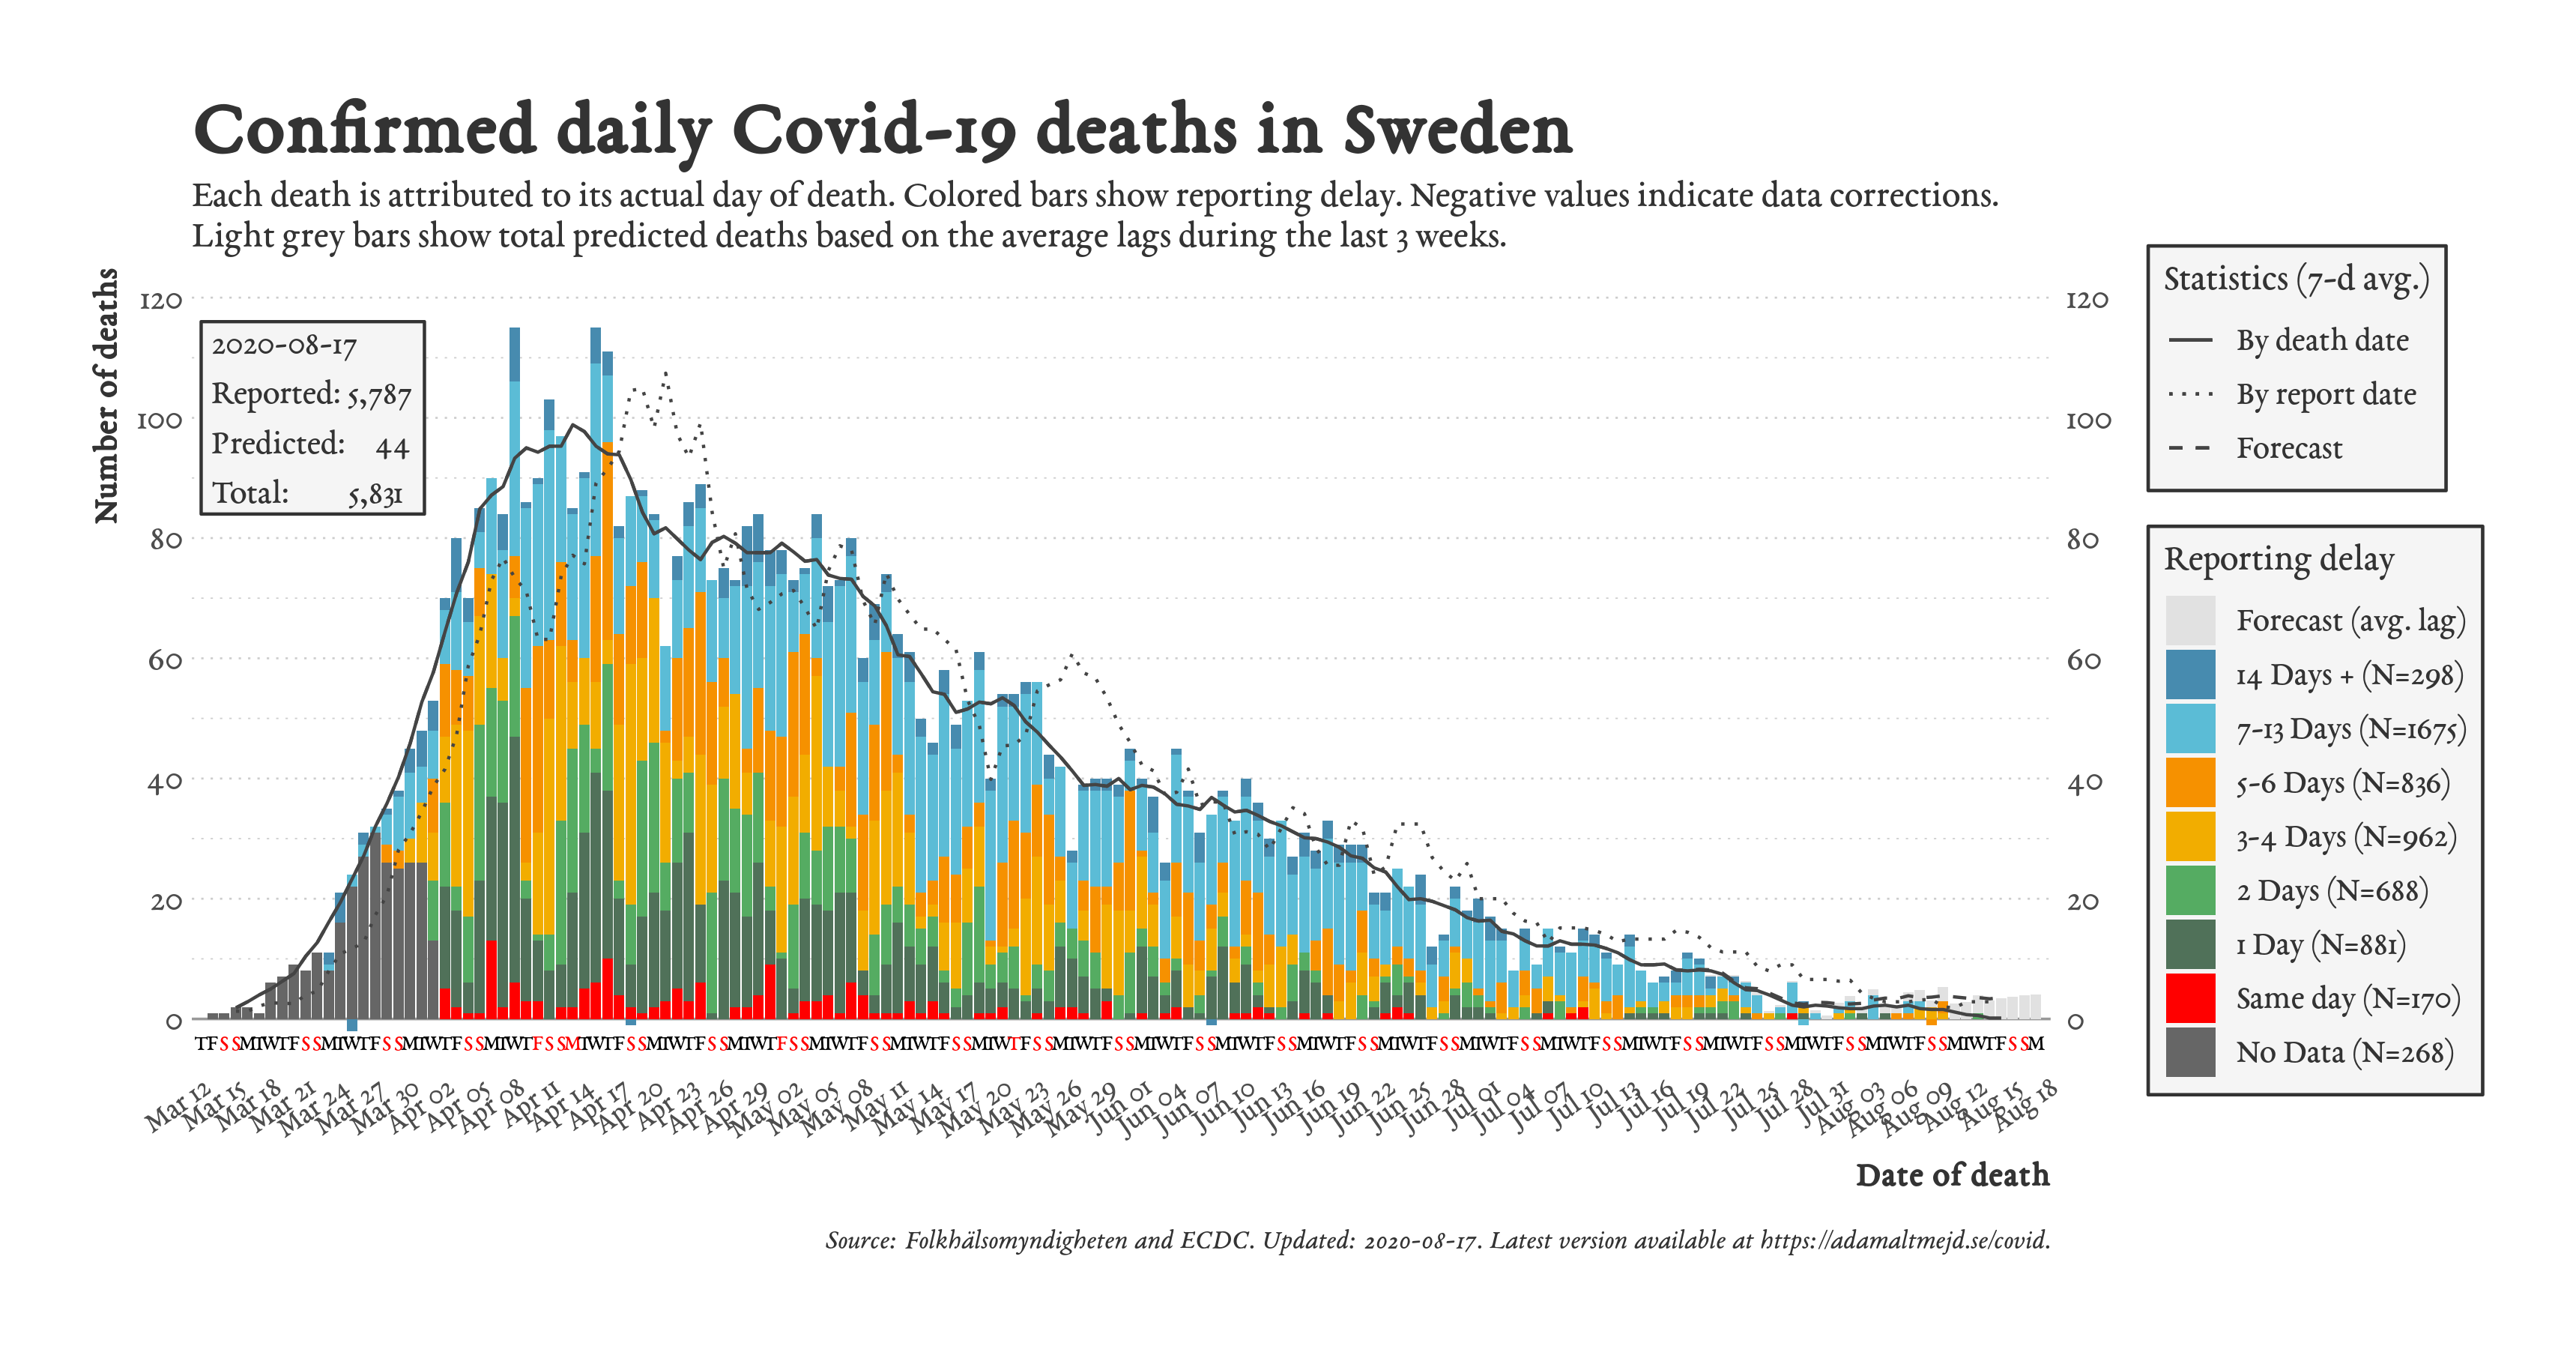 Confirmed daily Covid-19 deaths in Sweden
Each death is attributed to its actual day of death. Colored bars show reporting delay. Negative values indicate data corrections.
Light grey bars show total predicted deaths based on the average lags during the last 3 weeks.
Number of deaths
120
100
80
60
40
20
0
2020-08-17
Reported: 5,787
Predicted: 44
Total: 5,831
120
100
80
60
40
20
0
Statistics (7-d avg.)
By death date
By report date
Forecast
Reporting delay
Forecast (avg. lag)
14 Days + (N=298)
7-13 Days (N=1675)
5-6 Days (N=836)
3-4 Days (N=962)
2 Days (N=688)
1 Day (N=881)
Same day (N=170)
No Data (N=268)
TFSSMTWTFSSMTWTFSSMTWTFSSMTWTFSSMTWTFSSMTWTFSSMTWTFSSMTWTFSSMTWTFSSMTWTFSSMTWTFSSMTWTFSSMTWTFSSMTWTFSSMTWTFSSMTWTFSSMTWTFSSMTWTFSSMTWTFSSMTWTFSSMTWTFSSMTWTFSSM
Mar 12
Mar 15
Mar 18
Mar 21
Mar 24
Mar 27
Mar 30
Apr 02
Apr 05
Apr 08
Apr 11
Apr 14
Apr 17
Apr 20
Apr 23
Apr 26
Apr 29
May 02
May 05
May 08
May 11
May 14
May 17
May 20
May 23
May 26
May 29
Jun 01
Jun 04
Jun 07
Jun 10
Jun 13
Jun 16
Jun 19
Jun 22
Jun 25
Jun 28
Jul 01
Jul 04
Jul 07
Jul 10
Jul 13
Jul 16
Jul 19
Jul 22
Jul 25
Jul 28
Jul 31
Aug 03
Aug 06
Aug 09
Aug 12
Aug 15
Aug 18
Date of death
Source: Folkhälsomyndigheten and ECDC. Updated: 2020-08-17. Latest version available at https://adamaltmejd.se/covid.